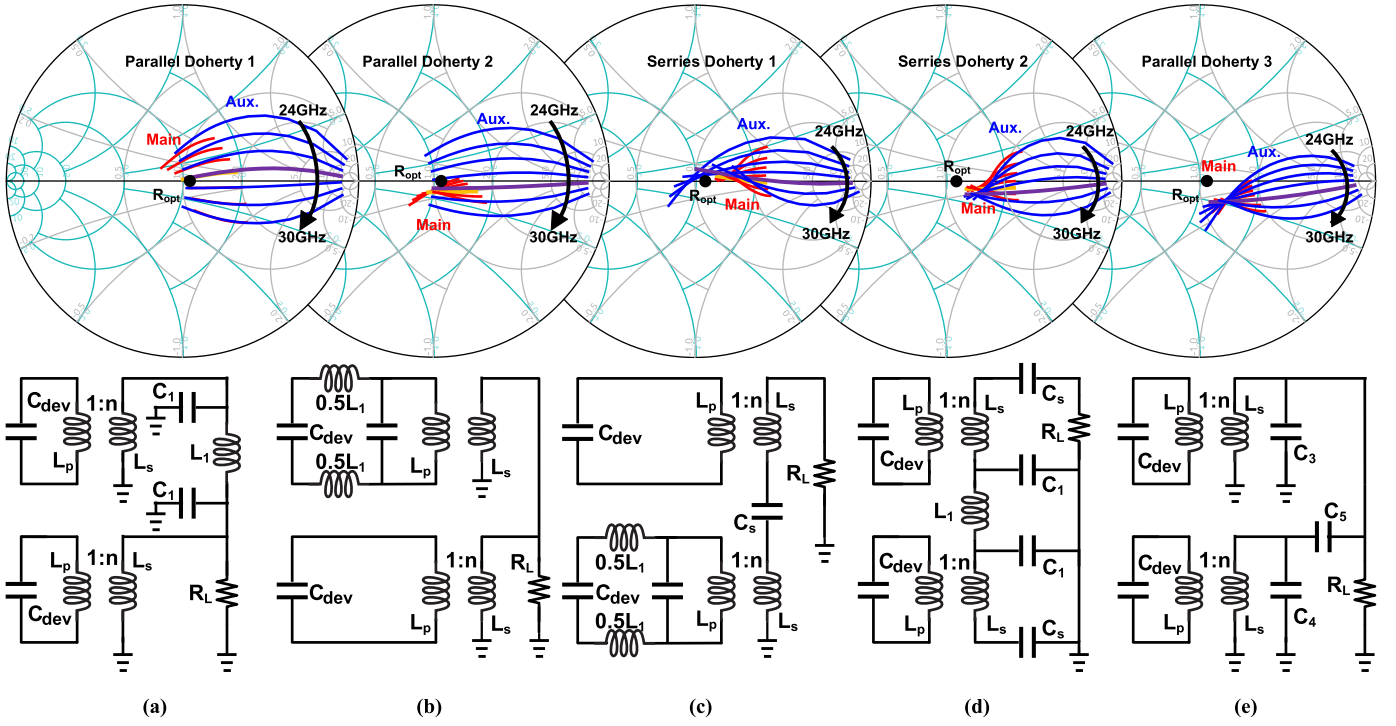 Parallel Doherty 1
Parallel Doherty 2
Serries Doherty 1
Serries Doherty 2
Parallel Doherty 3
Main
Aux.
24GHz
30GHz
Ropt
Aux.
24GHz
30GHz
Ropt
Main
Aux.
24GHz
30GHz
Ropt
Main
Aux.
24GHz
30GHz
Ropt
Main
Main
Aux.
24GHz
30GHz
Ropt
Cdev
1:n
C1
Lp
Ls
L1
C1
Lp
1:n
Ls
Cdev
RL
0.5L1
Cdev
1:n
0.5L1
Lp
Ls
Cdev
1:n
Lp
Ls
RL
Cdev
Lp
1:n
Ls
RL
Cs
0.5L1
Cdev
1:n
0.5L1
Lp
Ls
Cs
Lp
1:n
Ls
Cdev
RL
C1
L1
Cdev
1:n
C1
Lp
Ls
Cs
Lp
1:n
Ls
Cdev
C3
C5
Cdev
1:n
Lp
Ls
C4
RL
(a)
(b)
(c)
(d)
(e)